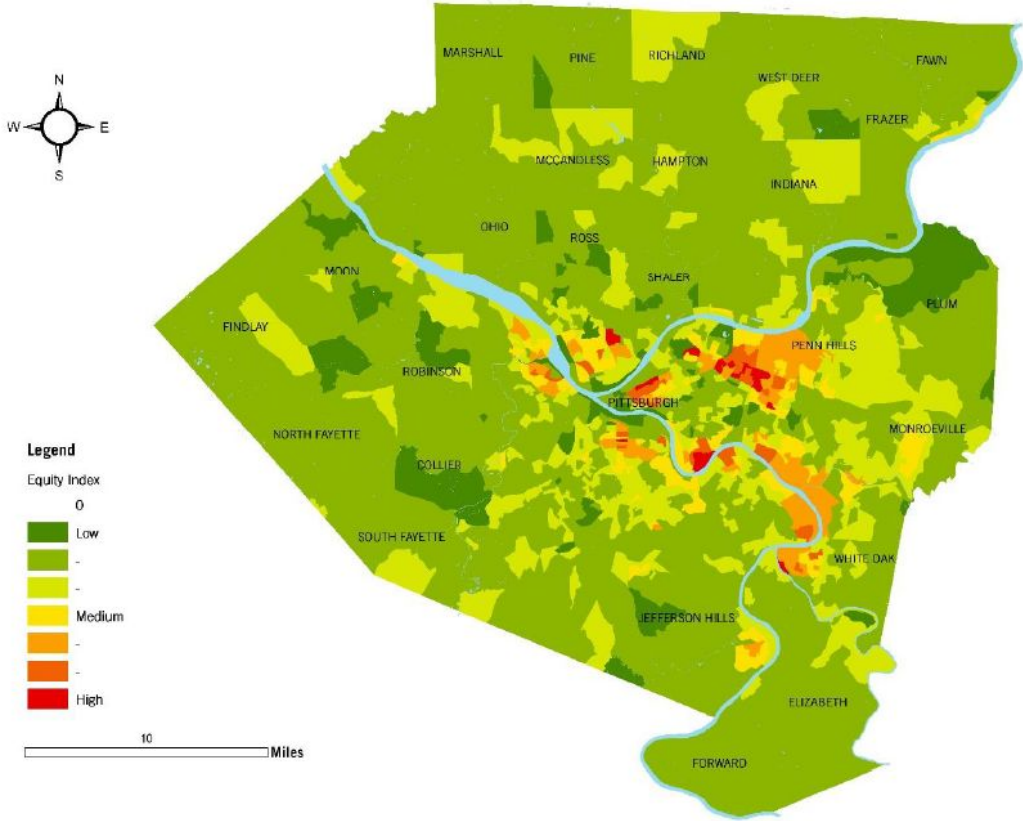 MARSHALL
PINE
RICHLAND
FAWN
WEST DEER
N
W
E
S
FRAZER
MCCANDLESS
HAMPTON
INDIANA
OHIO
ROSS
MOON
SHALER
PLUM
FINDLAY
PENN HILLS
ROBINSON
PITTSBURGH
NORTH FAYETTE
MONROEVILLE
COLLIER
SOUTH FAYETTE
WHITE OAK
JEFFERSON HILLS
ELIZABETH
FORWARD
Legend
Equity Index
0
Low
-
-
Medium
-
-
High
10
Miles